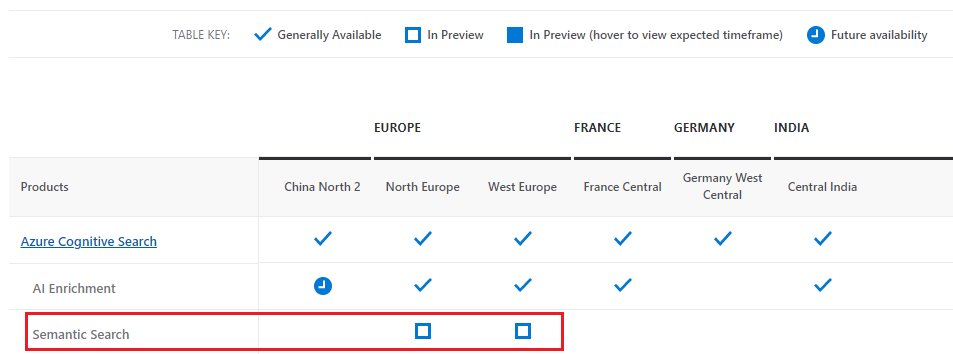 TABLE KEY: Generally Available In Preview In Preview (hover to view expected timeframe) Future availability
EUROPE FRANCE GERMANY INDIA
Products China North 2 North Europe West Europe France Central Germany West Central Central India
Azure Cognitive Search
AI Enrichment
Semantic Search